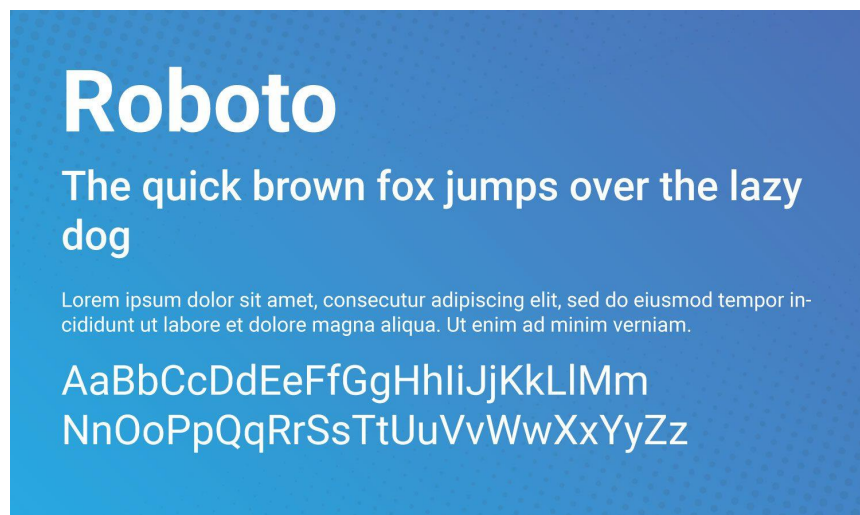 Roboto
The quick brown fox jumps over the lazy
dog
Lorem ipsum dolor sit amet, consecutur adipiscing elit, sed do eiusmod tempor in-
cididunt ut labore et dolore magna aliqua. Ut enim ad minim verniam.
AaBbCcDdEeFfGgHhIiJjKkLlMm
NnOoPpQqRrSsTtUuVvWwXxYyZz